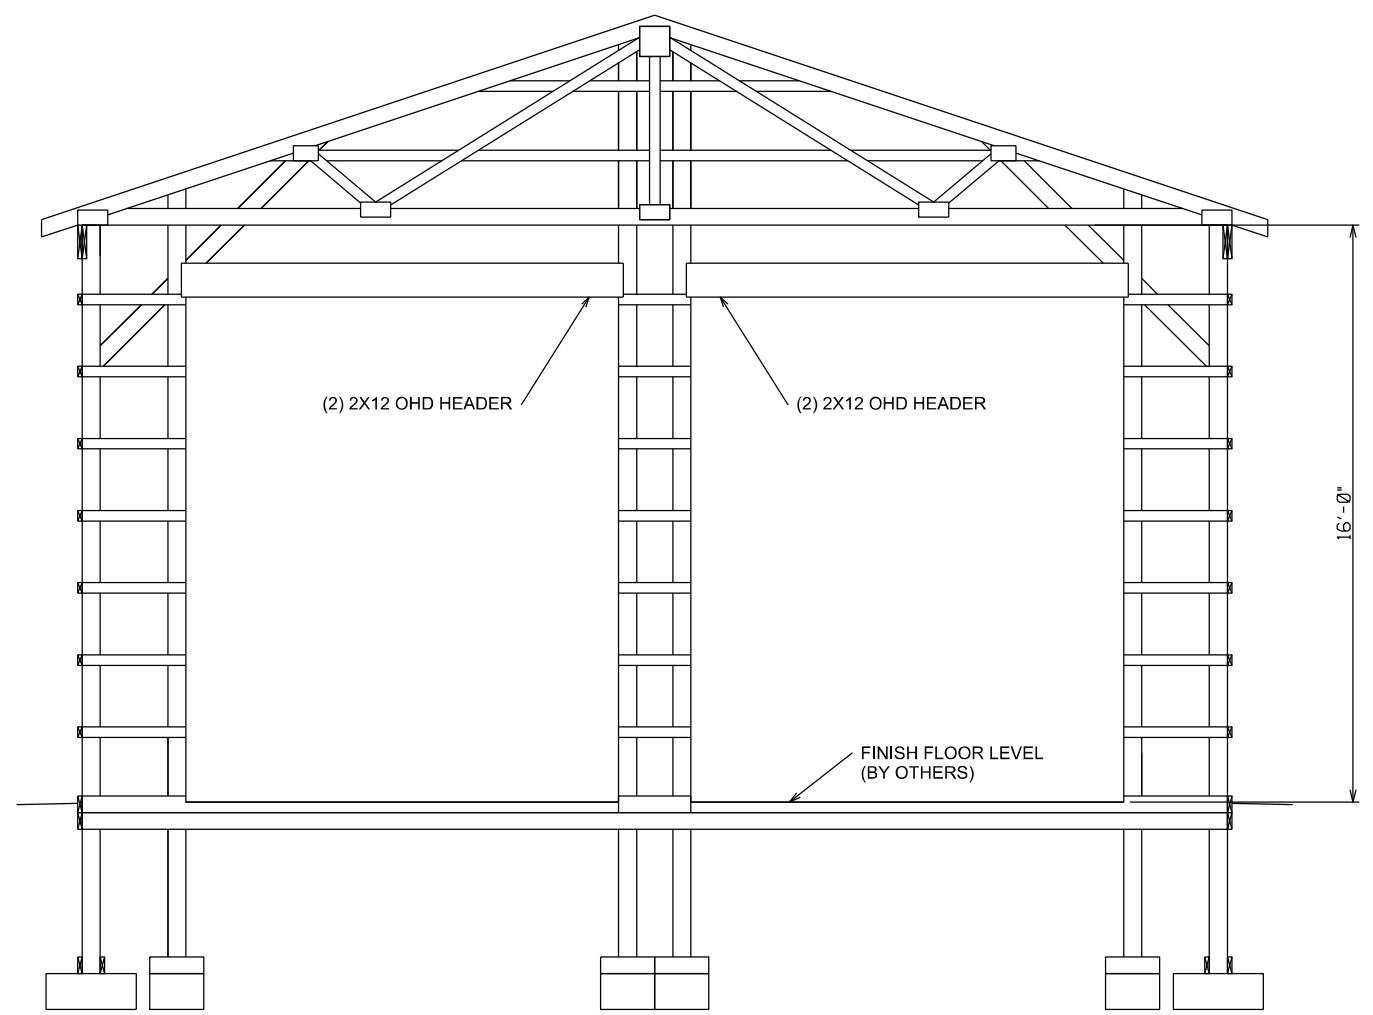 (2) 2X12 OHD HEADER
(2) 2X12 OHD HEADER
16'-0"
FINISH FLOOR LEVEL
(BY OTHERS)